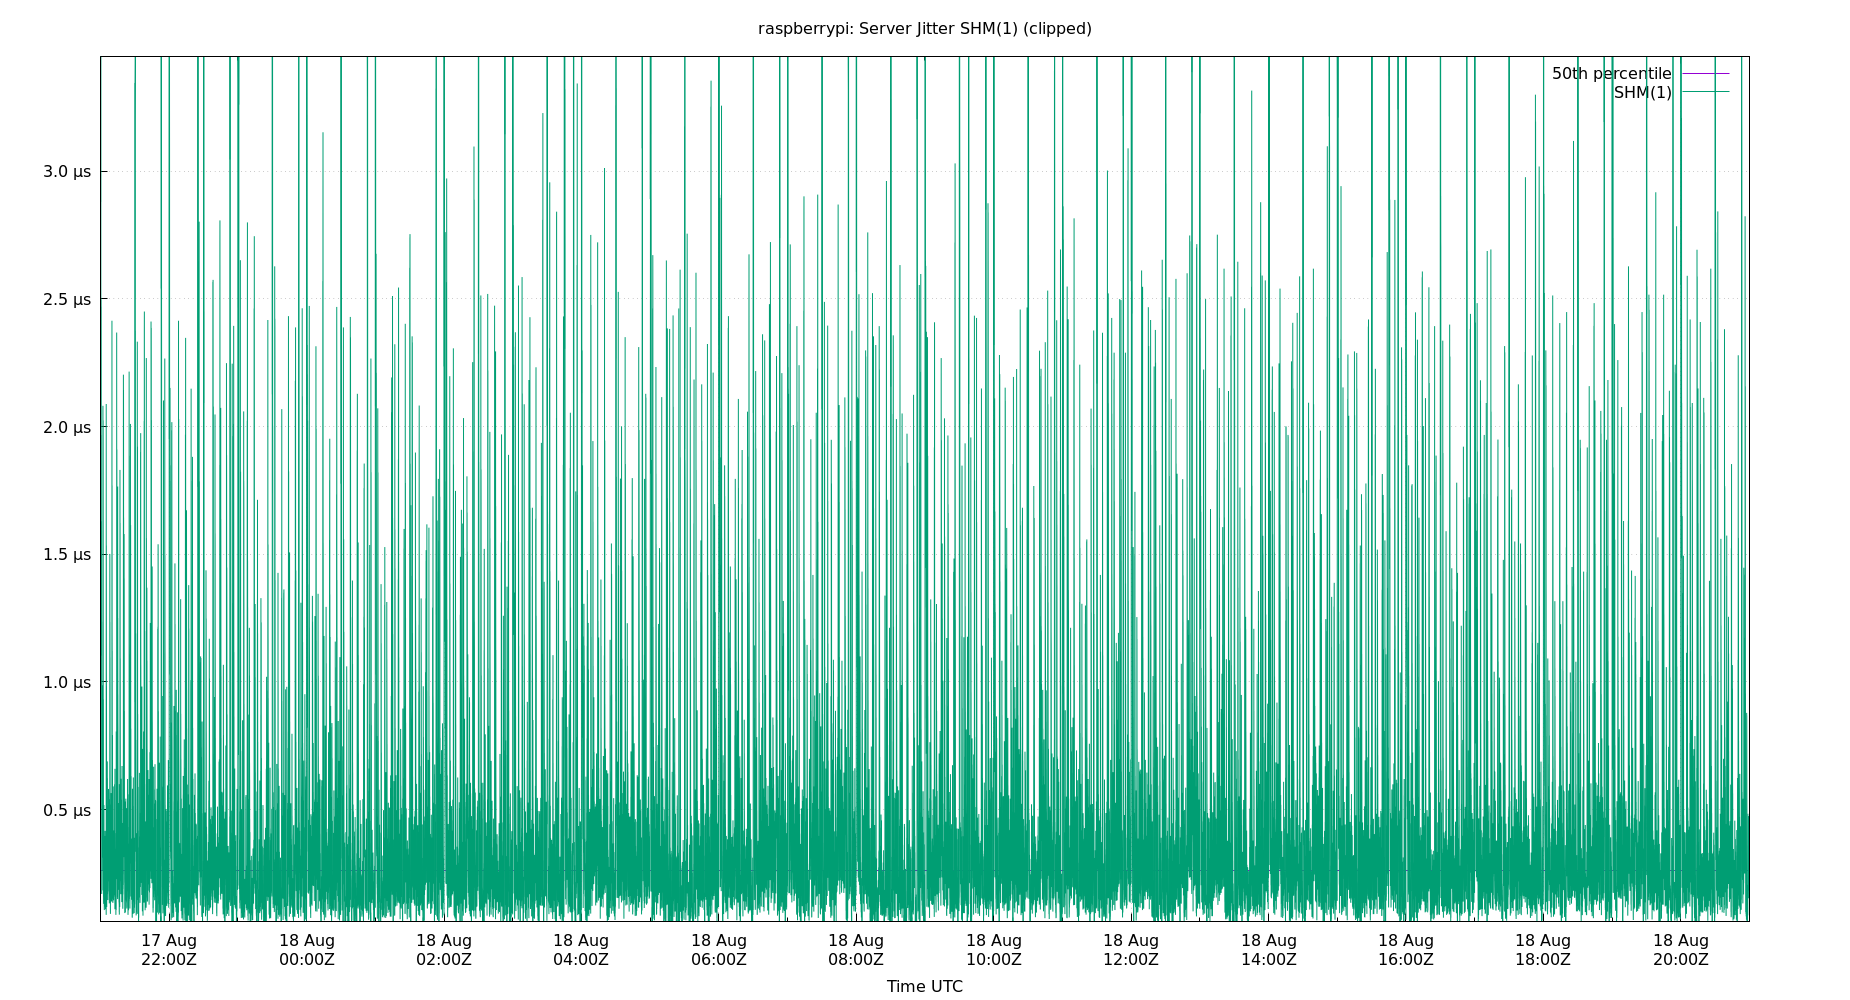 raspberrypi: Server Jitter SHM(1) (clipped)
50th percentile
SHM(1)
3.0 µs
2.5 µs
2.0 µs
1.5 µs
1.0 µs
0.5 µs
17 Aug 18 Aug 18 Aug 18 Aug 18 Aug 18 Aug 18 Aug 18 Aug 18 Aug 18 Aug 18 Aug 18 Aug
22:00Z 00:00Z 02:00Z 04:00Z 06:00Z 08:00Z 10:00Z 12:00Z 14:00Z 16:00Z 18:00Z 20:00Z
Time UTC